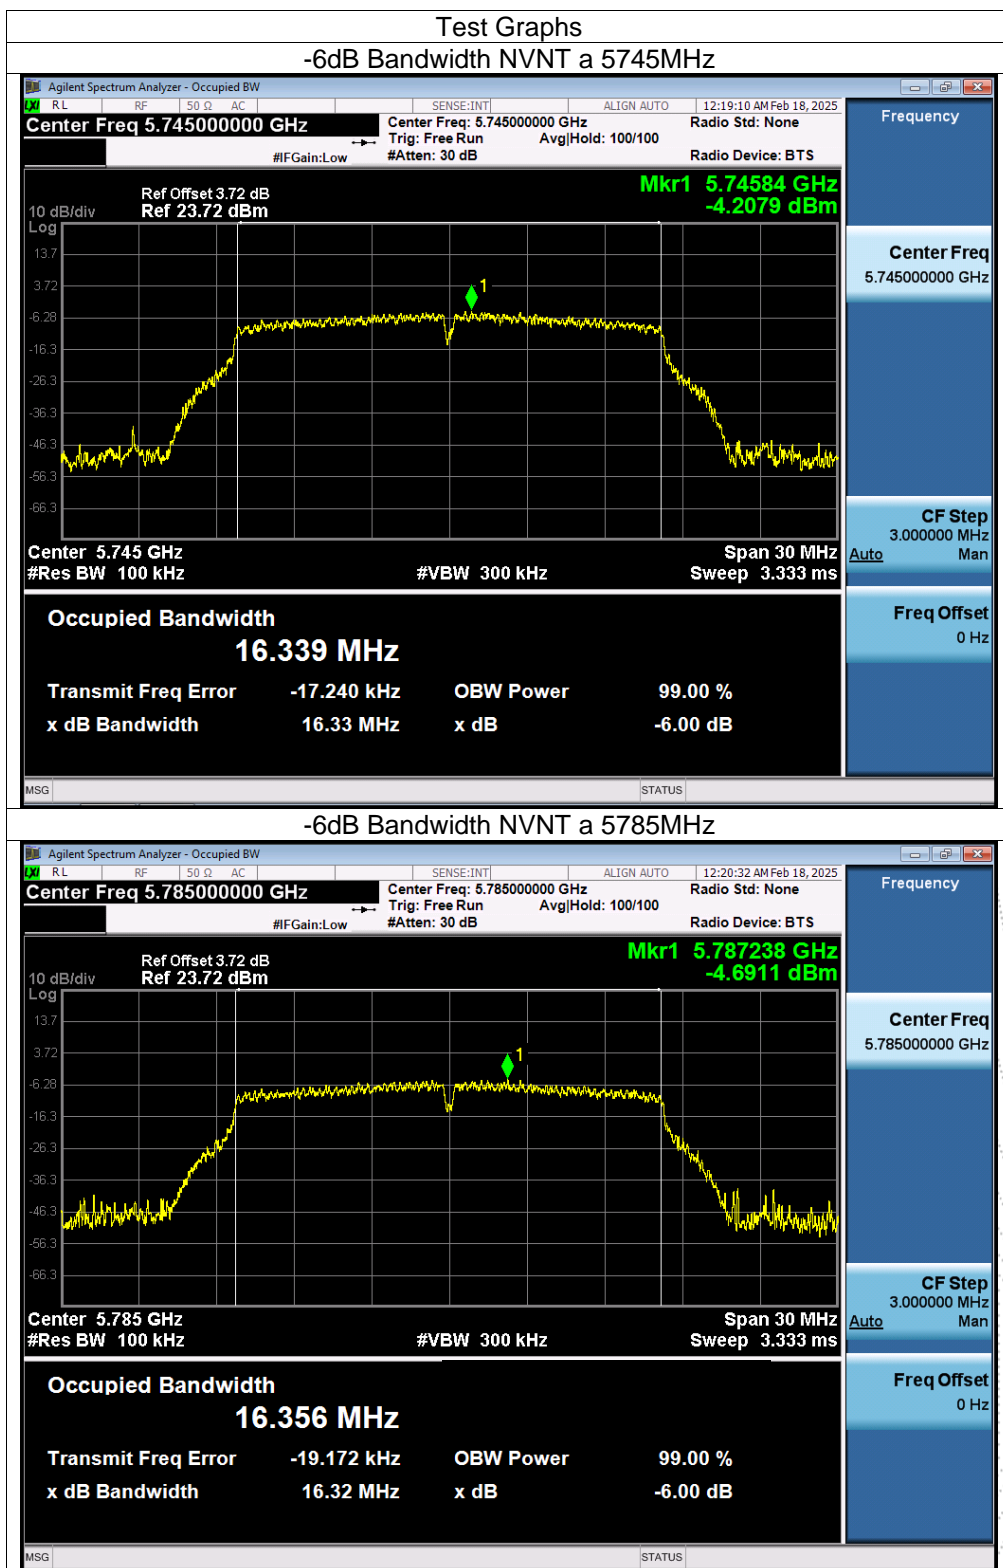 Test Graphs
-6dB Bandwidth NVNT a 5745MHz
Agilent Spectrum Analyzer - Occupied BW
LXI RL RF 50 Ω AC SENSE:INT ALIGN AUTO 12:19:10 AM Feb 18, 2025
Center Freq 5.745000000 GHz
Center Freq: 5.745000000 GHz
Radio Std: None
Trig: Free Run Avg|Hold: 100/100
#IFGain:Low #Atten: 30 dB Radio Device: BTS
Frequency
Mkr1 5.74584 GHz
-4.2079 dBm
Ref Offset 3.72 dB
10 dB/div Ref 23.72 dBm
Log
13.7
3.72
-6.28
-16.3
-26.3
-36.3
-46.3
-56.3
-66.3
1
Center 5.745 GHz Span 30 MHz
#Res BW 100 kHz #VBW 300 kHz Sweep 3.333 ms
Center Freq
5.745000000 GHz
CF Step
3.000000 MHz
Auto Man
Freq Offset
0 Hz
Occupied Bandwidth
16.339 MHz
Transmit Freq Error -17.240 kHz OBW Power 99.00 %
x dB Bandwidth 16.33 MHz x dB -6.00 dB
MSG STATUS
-6dB Bandwidth NVNT a 5785MHz
Agilent Spectrum Analyzer - Occupied BW
LXI RL RF 50 Ω AC SENSE:INT ALIGN AUTO 12:20:32 AM Feb 18, 2025
Center Freq 5.785000000 GHz
Center Freq: 5.785000000 GHz
Radio Std: None
Trig: Free Run Avg|Hold: 100/100
#IFGain:Low #Atten: 30 dB Radio Device: BTS
Frequency
Mkr1 5.787238 GHz
-4.6911 dBm
Ref Offset 3.72 dB
10 dB/div Ref 23.72 dBm
Log
13.7
3.72
-6.28
-16.3
-26.3
-36.3
-46.3
-56.3
-66.3
1
Center 5.785 GHz Span 30 MHz
#Res BW 100 kHz #VBW 300 kHz Sweep 3.333 ms
Center Freq
5.785000000 GHz
CF Step
3.000000 MHz
Auto Man
Freq Offset
0 Hz
Occupied Bandwidth
16.356 MHz
Transmit Freq Error -19.172 kHz OBW Power 99.00 %
x dB Bandwidth 16.32 MHz x dB -6.00 dB
MSG STATUS